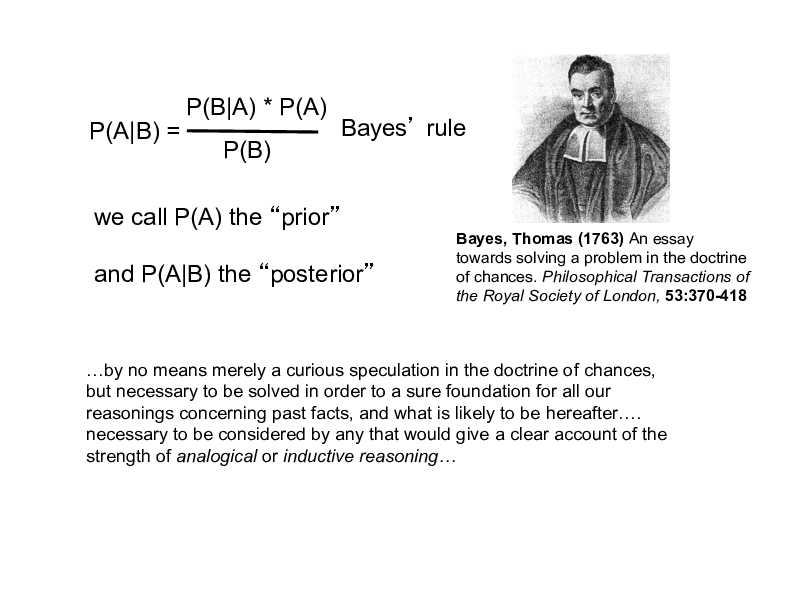 P(A|B) = P(B|A) * P(A)
P(B)
Bayes’ rule
we call P(A) the “prior”
and P(A|B) the “posterior”
Bayes, Thomas (1763) An essay
towards solving a problem in the doctrine
of chances. Philosophical Transactions of
the Royal Society of London, 53:370-418
…by no means merely a curious speculation in the doctrine of chances,
but necessary to be solved in order to a sure foundation for all our
reasonings concerning past facts, and what is likely to be hereafter….
necessary to be considered by any that would give a clear account of the
strength of analogical or inductive reasoning…